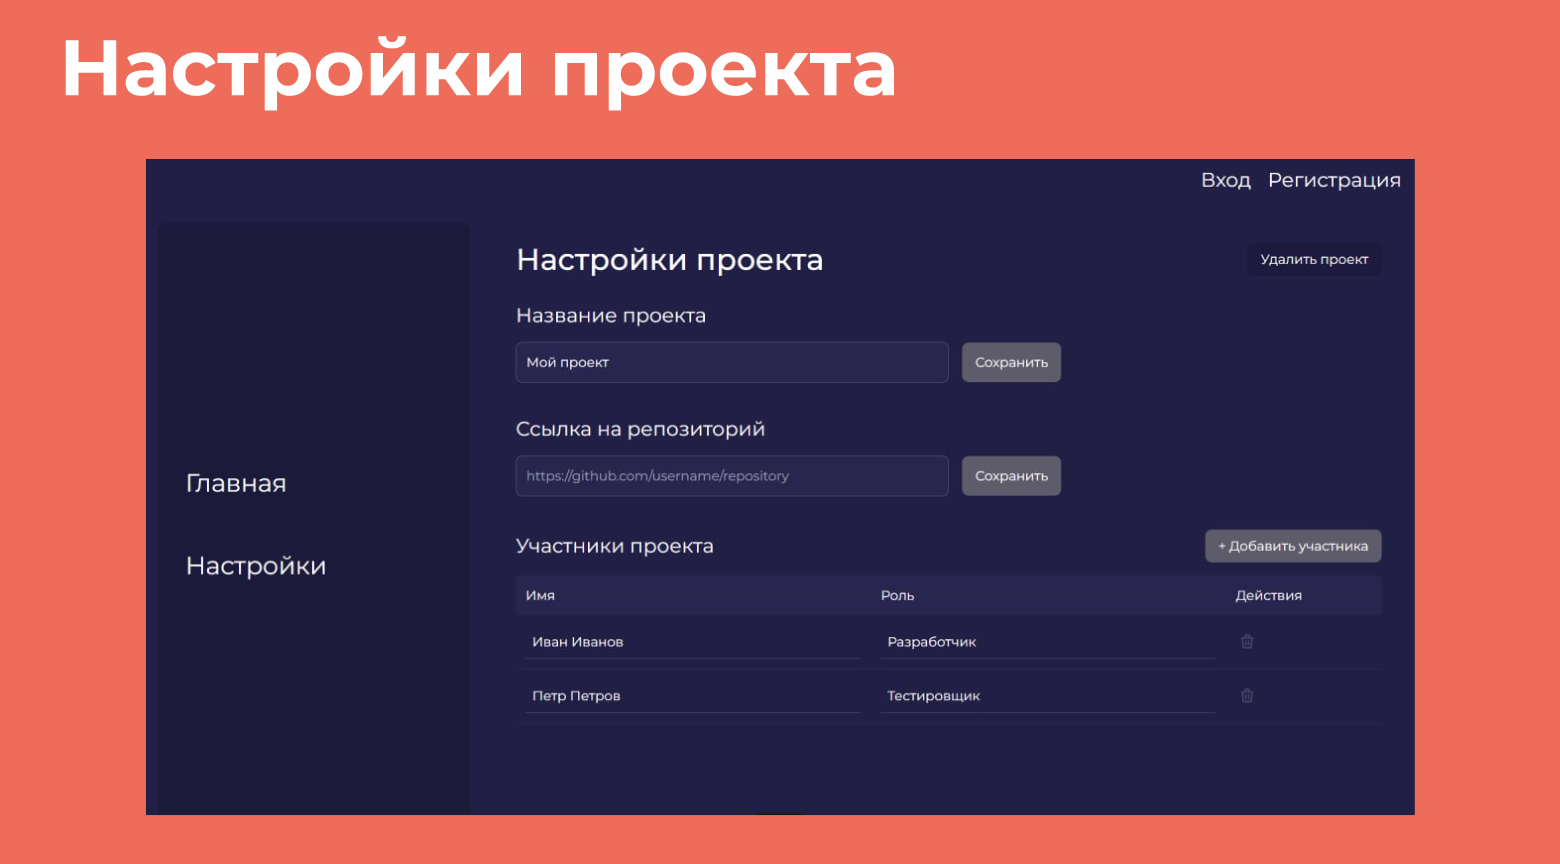 Настройки проекта
Вход Регистрация
Настройки проекта
Удалить проект
Название проекта
Мой проект
Сохранить
Ссылка на репозиторий
https://github.com/username/repository
Сохранить
Главная
Настройки
Участники проекта
+ Добавить участника
Имя Роль Действия
Иван Иванов Разработчик
Петр Петров Тестировщик